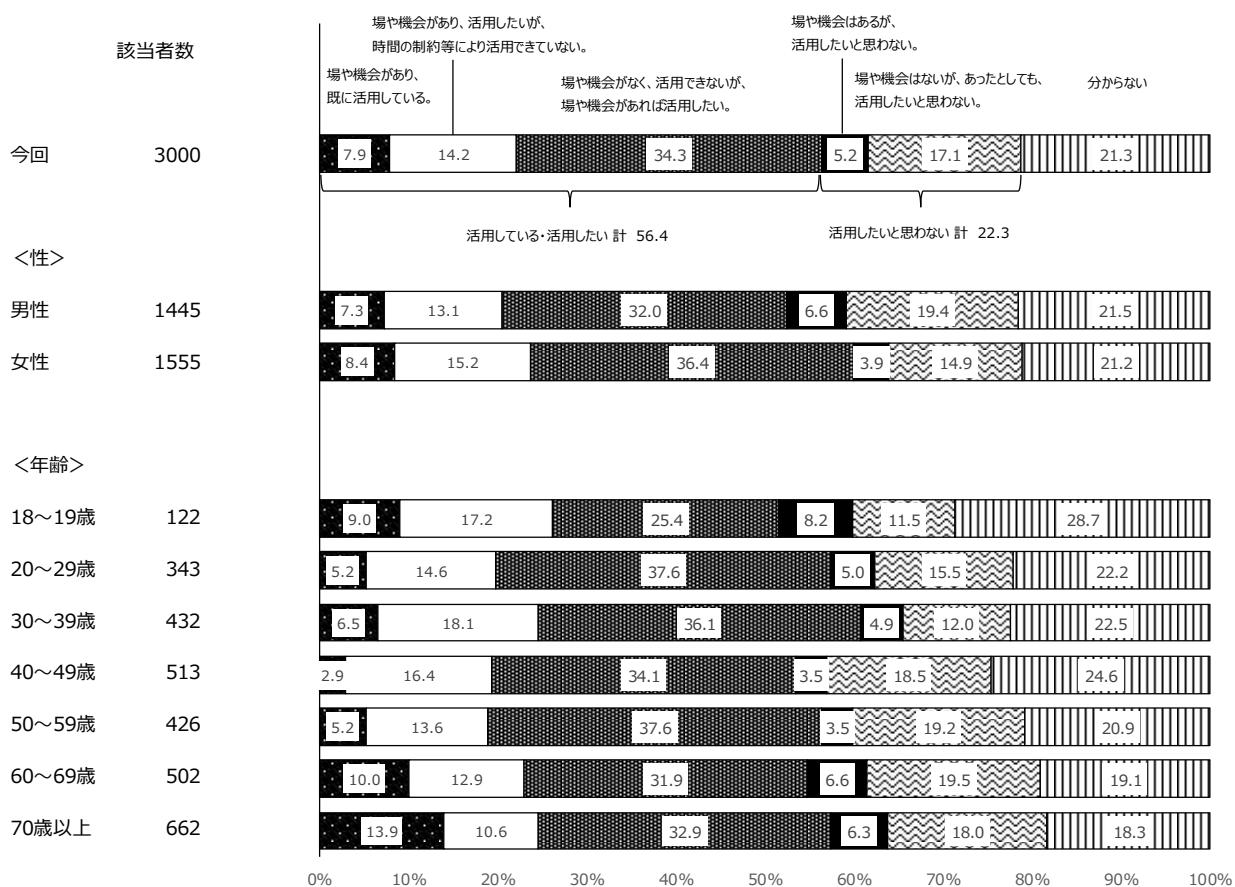 場や機会があり、活用したいが、
時間の制約等により活用できていない。
場や機会はあるが、
活用したいと思わない。
該当者数
場や機会があり、
既に活用している。
場や機会がなく、活用できないが、
場や機会があれば活用したい。
場や機会はないが、あったとしても、
活用したいと思わない。
分からない
今回 3000 7.9 14.2 34.3 5.2 17.1 21.3
活用している・活用したい 計 56.4
活用したいと思わない 計 22.3
＜性＞
男性 1445 7.3 13.1 32.0 6.6 19.4 21.5
女性 1555 8.4 15.2 36.4 3.9 14.9 21.2
＜年齢＞
18～19歳 122 9.0 17.2 25.4 8.2 11.5 28.7
20～29歳 343 5.2 14.6 37.6 5.0 15.5 22.2
30～39歳 432 6.5 18.1 36.1 4.9 12.0 22.5
40～49歳 513 2.9 16.4 34.1 3.5 18.5 24.6
50～59歳 426 5.2 13.6 37.6 3.5 19.2 20.9
60～69歳 502 10.0 12.9 31.9 6.6 19.5 19.1
70歳以上 662 13.9 10.6 32.9 6.3 18.0 18.3
0% 10% 20% 30% 40% 50% 60% 70% 80% 90% 100%